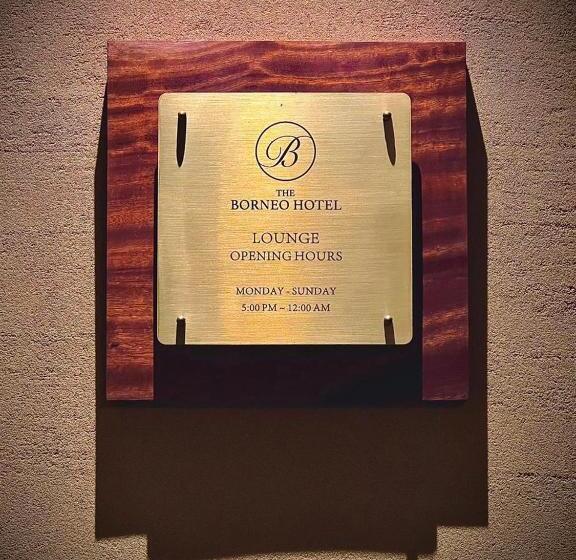 B
THE
BORNEO HOTEL
LOUNGE
OPENING HOURS
MONDAY - SUNDAY
5:00 PM ~ 12:00 AM